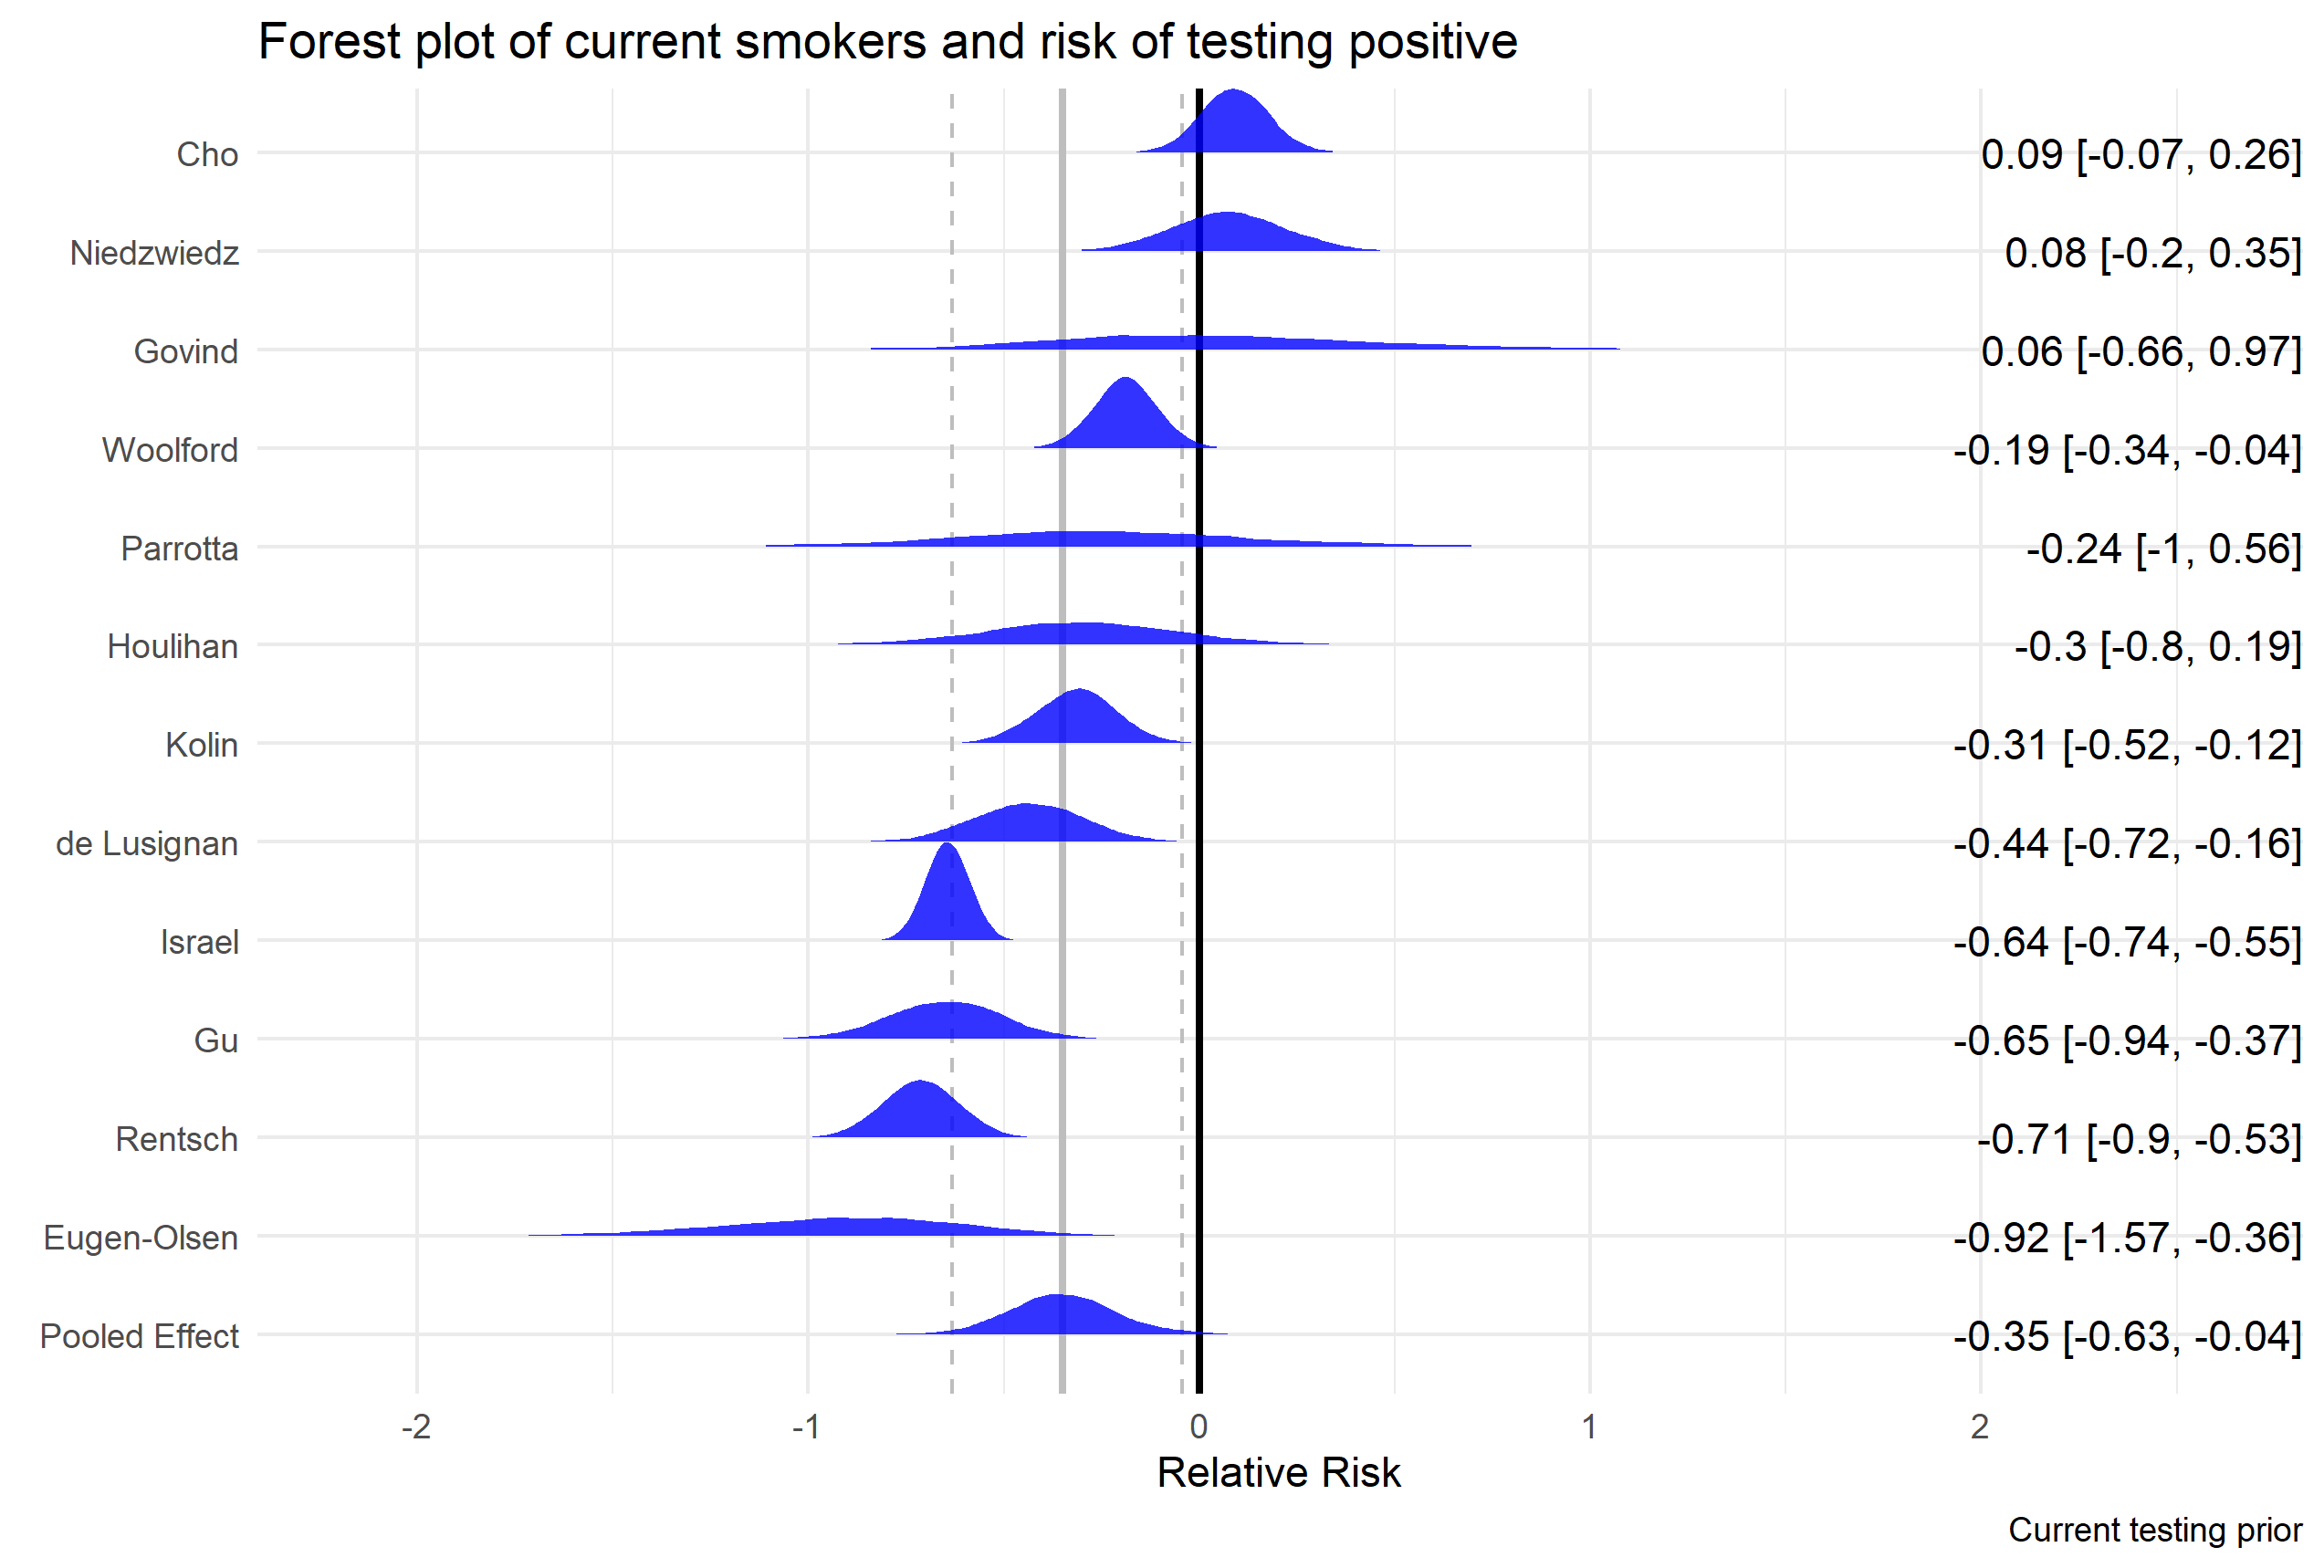 Forest plot of current smokers and risk of testing positive
Cho 0.09 [-0.07, 0.26]
Niedzwiedz 0.08 [-0.2, 0.35]
Govind 0.06 [-0.66, 0.97]
Woolford -0.19 [-0.34, -0.04]
Parrotta -0.24 [-1, 0.56]
Houlihan -0.3 [-0.8, 0.19]
Kolin -0.31 [-0.52, -0.12]
de Lusignan -0.44 [-0.72, -0.16]
Israel -0.64 [-0.74, -0.55]
Gu -0.65 [-0.94, -0.37]
Rentsch -0.71 [-0.9, -0.53]
Eugen-Olsen -0.92 [-1.57, -0.36]
Pooled Effect -0.35 [-0.63, -0.04]
-2 -1 0 1 2
Relative Risk
Current testing prior